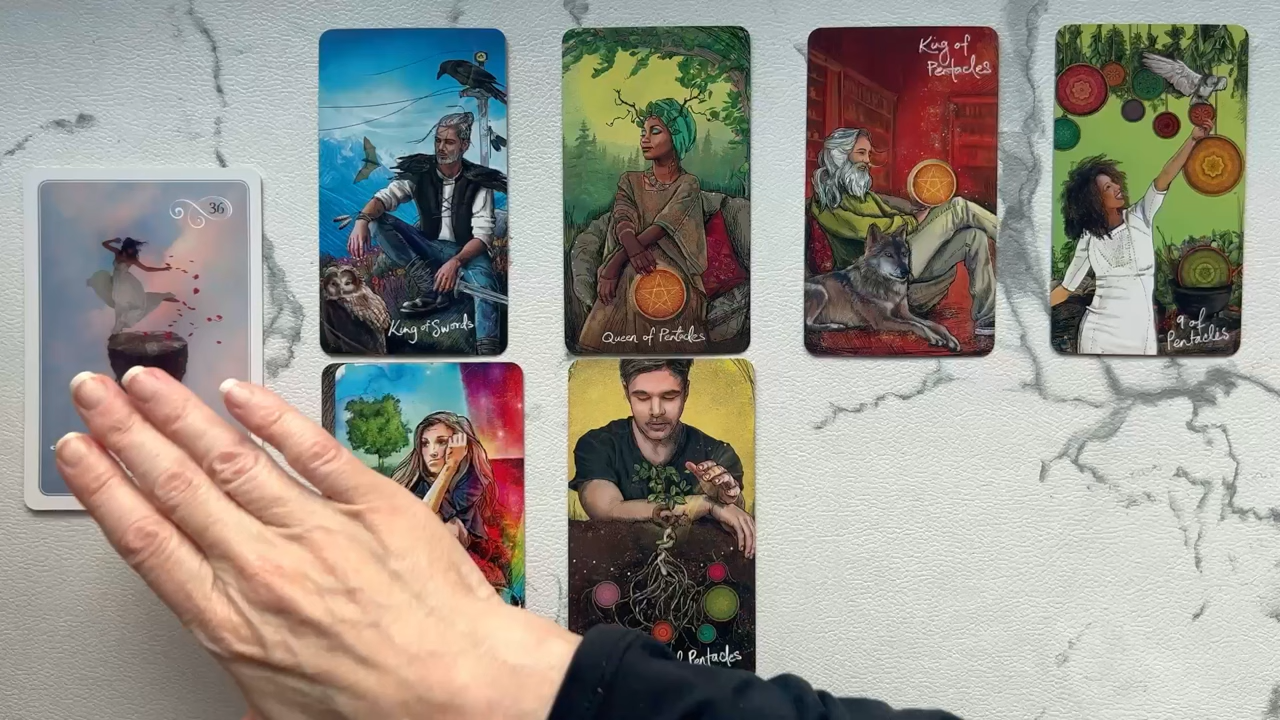 36
King of Swords
Queen of Pentacles
King of
Pentacles
9 of
Pentacles
Pentacles